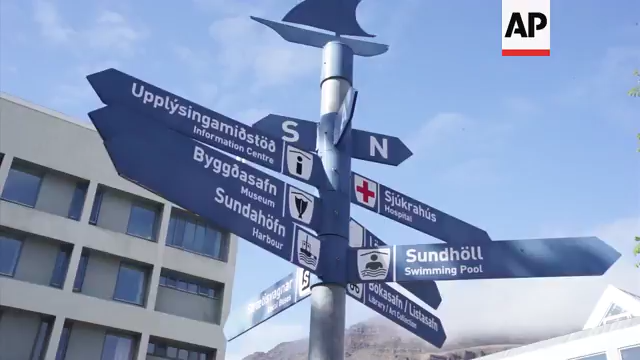 AP
S
N
Upplýsingamiðstöð
Information Centre
i
Byggðasafn
Museum
Sundahöfn
Harbour
Sjúkrahús
Hospital
Sundhöll
Swimming Pool
Bókasafn / Listasafn
Library / Art Collection
S